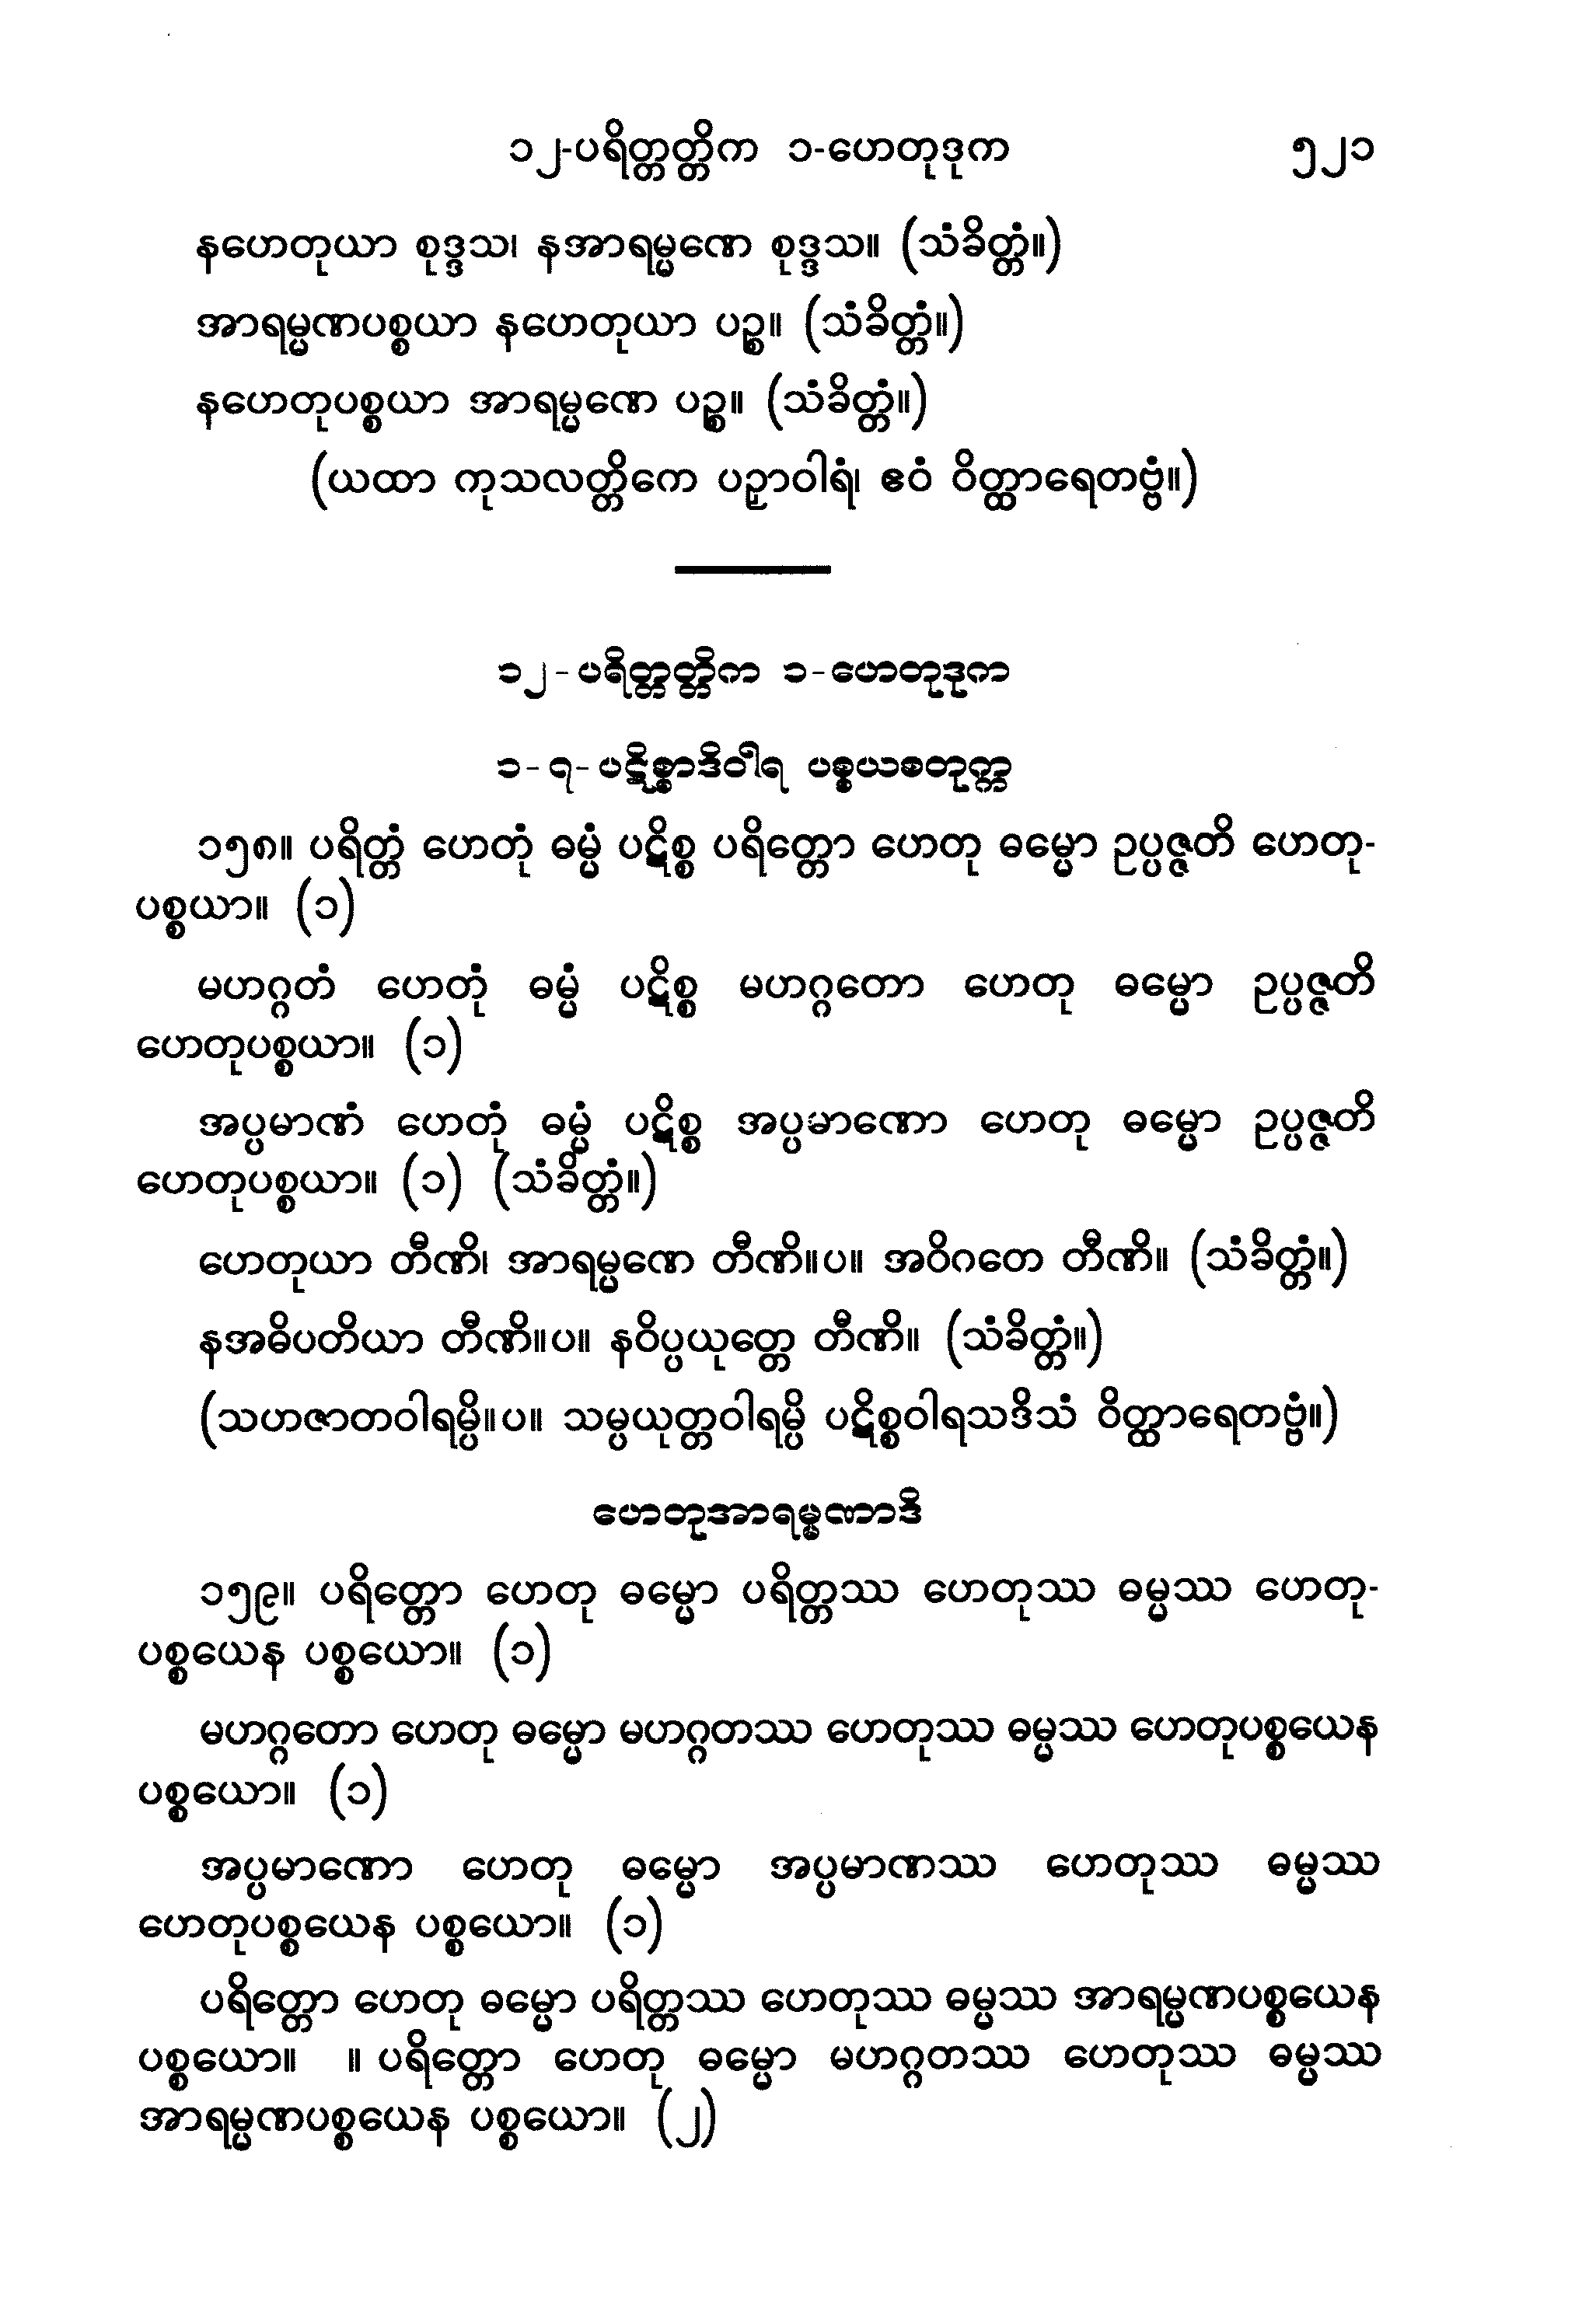 ၁၂-ပရိတ္တတ္တိက ၁-ဟေတုဒုက ၅၂၁
နဟေတုယာ စုဒ္ဒသ၊ နအာရမ္မဏေ စုဒ္ဒသ။ (သံခိတ္တံ။)
အာရမ္မဏပစ္စယာ နဟေတုယာ ပဉ္စ။ (သံခိတ္တံ။)
နဟေတုပစ္စယာ အာရမ္မဏေ ပဉ္စ။ (သံခိတ္တံ။)
(ယထာ ကုသလတ္တိကေ ပဉှာဝါရံ၊ ဧဝံ ဝိတ္ထာရေတဗ္ဗံ။)
၁၂-ပရိတ္တတ္တိက ၁-ဟေတုဒုက
၁-၇-ပဋိစ္စာဒိဝါရ ပစ္စယစတုက္က
၁၅၈။ ပရိတ္တံ ဟေတုံ ဓမ္မံ ပဋိစ္စ ပရိတ္တော ဟေတု ဓမ္မော ဥပ္ပဇ္ဇတိ ဟေတု-
ပစ္စယာ။ (၁)
မဟဂ္ဂတံ ဟေတုံ ဓမ္မံ ပဋိစ္စ မဟဂ္ဂတော ဟေတု ဓမ္မော ဥပ္ပဇ္ဇတိ
ဟေတုပစ္စယာ။ (၁)
အပ္ပမာဏံ ဟေတုံ ဓမ္မံ ပဋိစ္စ အပ္ပမာဏော ဟေတု ဓမ္မော ဥပ္ပဇ္ဇတိ
ဟေတုပစ္စယာ။ (၁) (သံခိတ္တံ။)
ဟေတုယာ တီဏိ၊ အာရမ္မဏေ တီဏိ။ပ။ အဝိဂတေ တီဏိ။ (သံခိတ္တံ။)
နအဓိပတိယာ တီဏိ။ပ။ နဝိပ္ပယုတ္တေ တီဏိ။ (သံခိတ္တံ။)
(သဟဇာတဝါရမ္ပိ။ပ။ သမ္ပယုတ္တဝါရမ္ပိ ပဋိစ္စဝါရသဒိသံ ဝိတ္ထာရေတဗ္ဗံ။)
ဟေတုအာရမ္မဏာဒိ
၁၅၉။ ပရိတ္တော ဟေတု ဓမ္မော ပရိတ္တဿ ဟေတုဿ ဓမ္မဿ ဟေတု-
ပစ္စယေန ပစ္စယော။ (၁)
မဟဂ္ဂတော ဟေတု ဓမ္မော မဟဂ္ဂတဿ ဟေတုဿ ဓမ္မဿ ဟေတုပစ္စယေန
ပစ္စယော။ (၁)
အပ္ပမာဏော ဟေတု ဓမ္မော အပ္ပမာဏဿ ဟေတုဿ ဓမ္မဿ
ဟေတုပစ္စယေန ပစ္စယော။ (၁)
ပရိတ္တော ဟေတု ဓမ္မော ပရိတ္တဿ ဟေတုဿ ဓမ္မဿ အာရမ္မဏပစ္စယေန
ပစ္စယော။ ။ ပရိတ္တော ဟေတု ဓမ္မော မဟဂ္ဂတဿ ဟေတုဿ ဓမ္မဿ
အာရမ္မဏပစ္စယေန ပစ္စယော။ (၂)